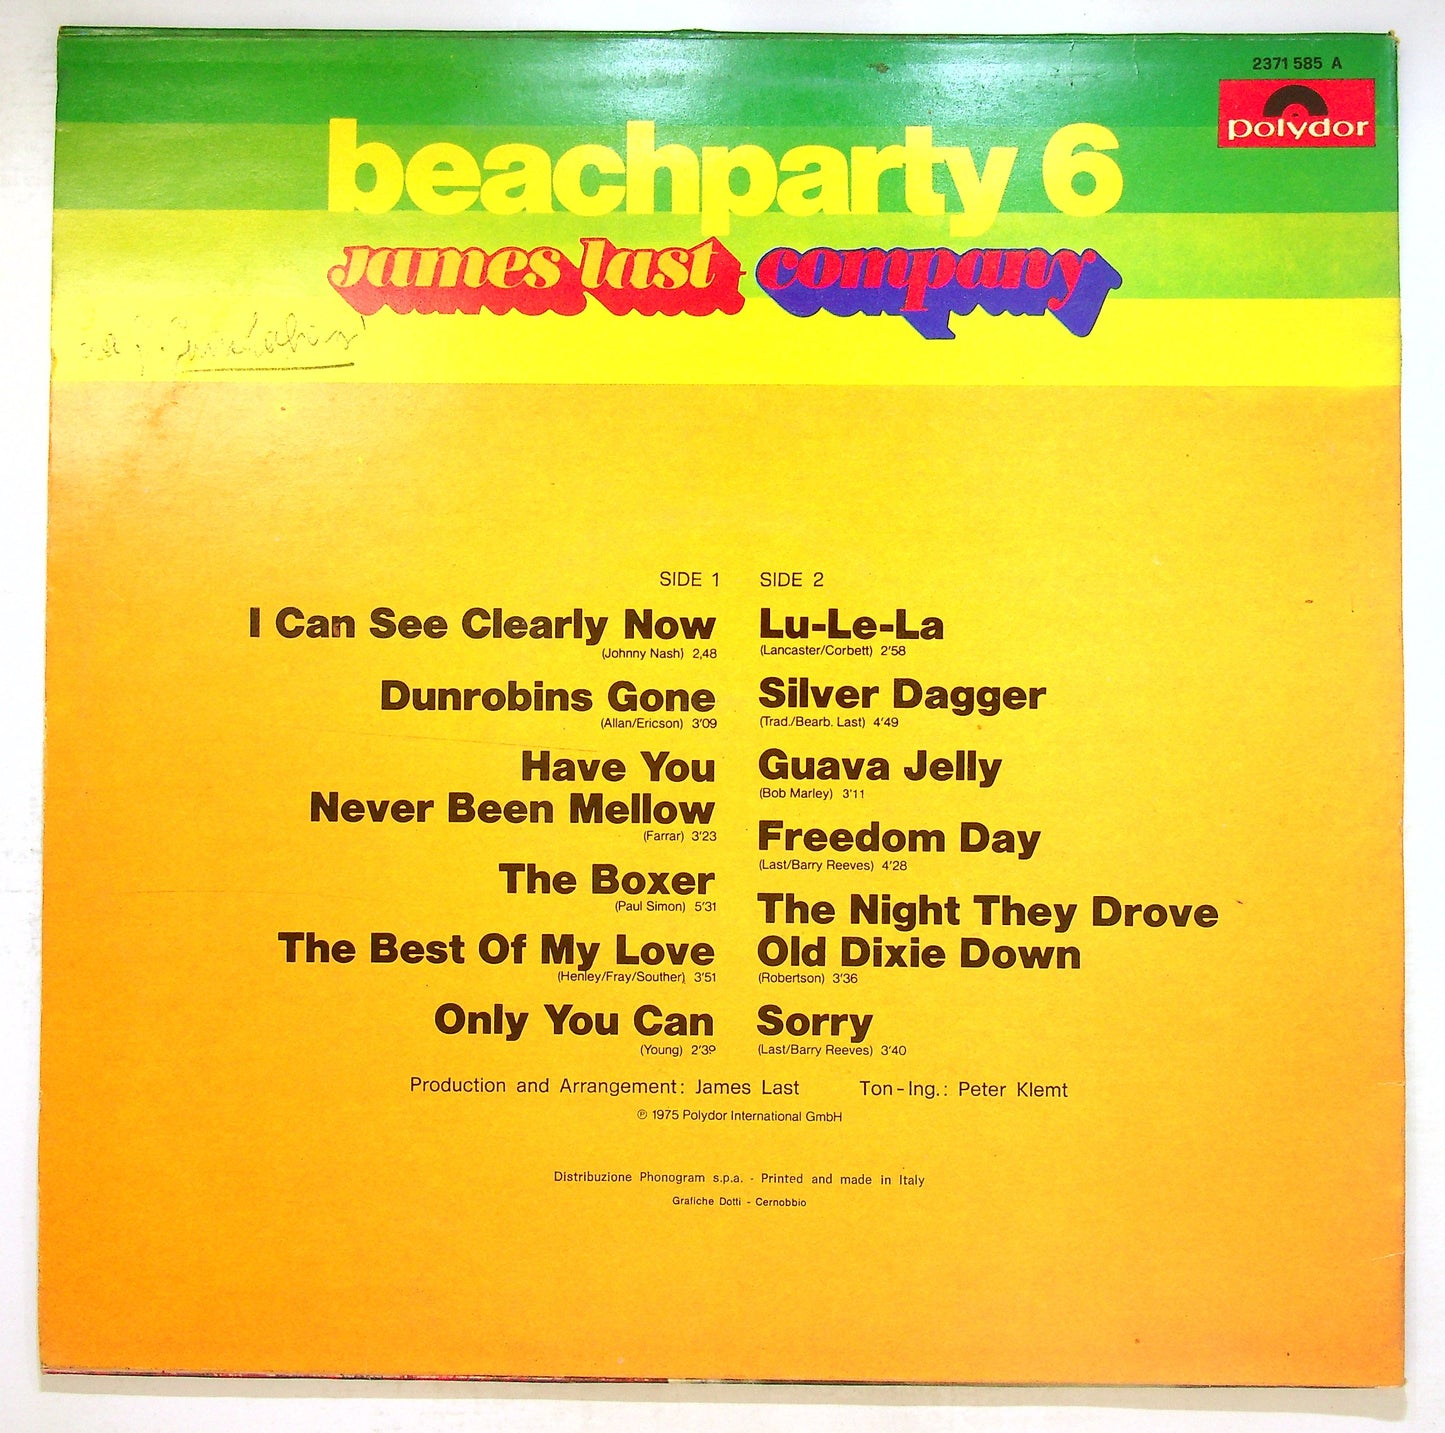 2371 585 A
polydor
beachparty 6
james last company
SIDE 1
I Can See Clearly Now
(Johnny Nash) 2,48
Dunrobins Gone
(Allan/Ericson) 3'09
Have You
Never Been Mellow
(Farrar) 3'23
The Boxer
(Paul Simon) 5'31
The Best Of My Love
(Henley/Fray/Souther) 3'51
Only You Can
(Young) 2'39
SIDE 2
Lu-Le-La
(Lancaster/Corbett) 2'58
Silver Dagger
(Trad./Bearb. Last) 4'49
Guava Jelly
(Bob Marley) 3'11
Freedom Day
(Last/Barry Reeves) 4'28
The Night They Drove
Old Dixie Down
(Robertson) 3'36
Sorry
(Last/Barry Reeves) 3'40
Production and Arrangement: James Last Ton-Ing.: Peter Klemt
℗ 1975 Polydor International GmbH
Distribuzione Phonogram s.p.a. - Printed and made in Italy
Grafiche Dotti - Cernobbio